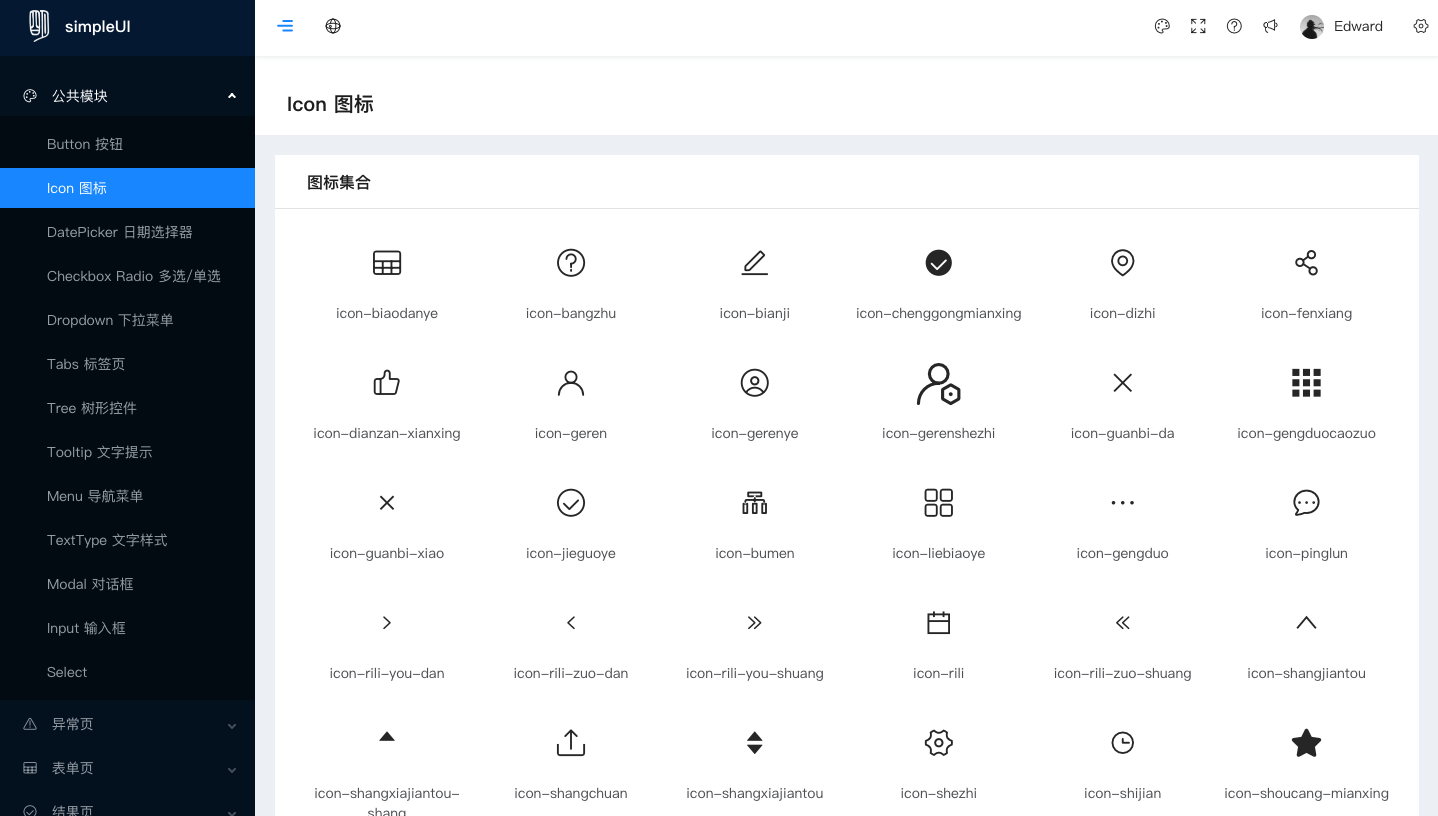 simpleUI
Edward
公共模块
Button 按钮
Icon 图标
DatePicker 日期选择器
Checkbox Radio 多选/单选
Dropdown 下拉菜单
Tabs 标签页
Tree 树形控件
Tooltip 文字提示
Menu 导航菜单
TextType 文字样式
Modal 对话框
Input 输入框
Select
异常页
表单页
结果页
Icon 图标
图标集合
icon-biaodanye icon-bangzhu icon-bianji icon-chenggongmianxing icon-dizhi icon-fenxiang
icon-dianzan-xianxing icon-geren icon-gerenye icon-gerenshezhi icon-guanbi-da icon-gengduocaozuo
icon-guanbi-xiao icon-jieguoye icon-bumen icon-liebiaoye icon-gengduo icon-pinglun
icon-rili-you-dan icon-rili-zuo-dan icon-rili-you-shuang icon-rili icon-rili-zuo-shuang icon-shangjiantou
icon-shangxiajiantou- icon-shangchuan icon-shangxiajiantou icon-shezhi icon-shijian icon-shoucang-mianxing
shang